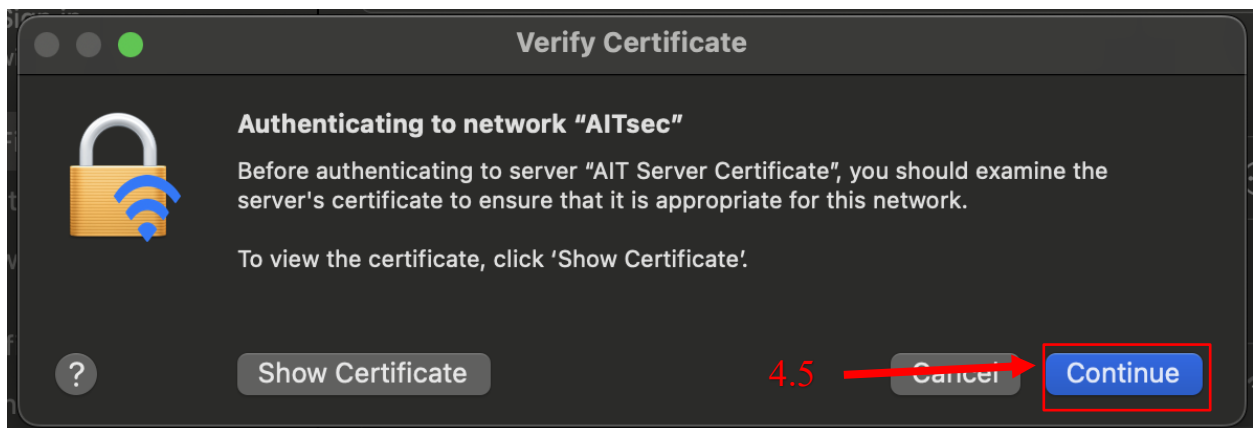 Verify Certificate
Authenticating to network “AITsec”
Before authenticating to server “AIT Server Certificate”, you should examine the
server's certificate to ensure that it is appropriate for this network.
To view the certificate, click ‘Show Certificate’.
?
Show Certificate
4.5
Cancel
Continue